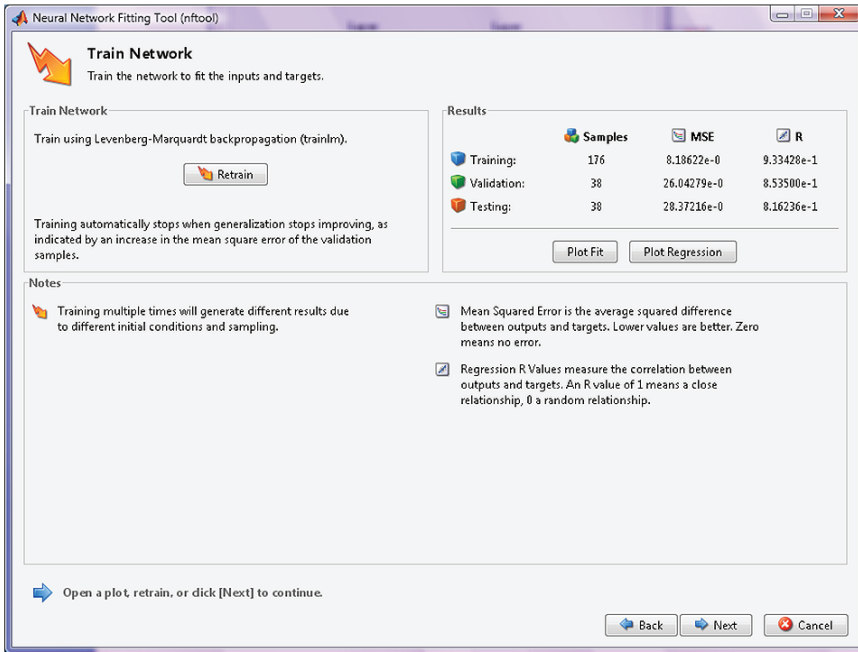 Neural Network Fitting Tool (nftool)
Train Network
Train the network to fit the inputs and targets.
Train Network
Train using Levenberg-Marquardt backpropagation (trainlm).
Retrain
Training automatically stops when generalization stops improving, as
indicated by an increase in the mean square error of the validation
samples.
Results
Samples MSE R
Training: 176 8.18622e-0 9.33428e-1
Validation: 38 26.04279e-0 8.53500e-1
Testing: 38 28.37216e-0 8.16236e-1
Plot Fit Plot Regression
Notes
Training multiple times will generate different results due
to different initial conditions and sampling.
Mean Squared Error is the average squared difference
between outputs and targets. Lower values are better. Zero
means no error.
Regression R Values measure the correlation between
outputs and targets. An R value of 1 means a close
relationship, 0 a random relationship.
Open a plot, retrain, or click [Next] to continue.
Back Next Cancel